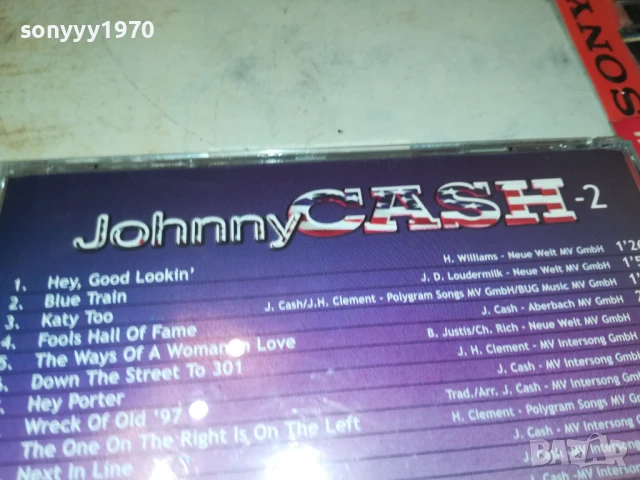 sonyyy1970
SONY
Johnny CASH -2
1. Hey, Good Lookin' H. Williams - Neue Welt MV GmbH
2. Blue Train J. D. Loudermilk - Neue Welt MV GmbH
3. Katy Too J. Cash/J.H. Clement - Polygram Songs MV GmbH/BUG Music MV GmbH
4. Fools Hall Of Fame J. Cash - Aberbach MV GmbH
5. The Ways Of A Woman In Love B. Justis/Ch. Rich - Neue Welt MV GmbH
Down The Street To 301 J. H. Clement - MV Intersong GmbH
Hey Porter J. Cash - MV Intersong GmbH
Wreck Of Old '97 Trad./Arr. J. Cash - MV Intersong
The One On The Right Is On The Left H. Clement - Polygram Songs MV
Next In Line J. Cash - MV Intersong
bazar